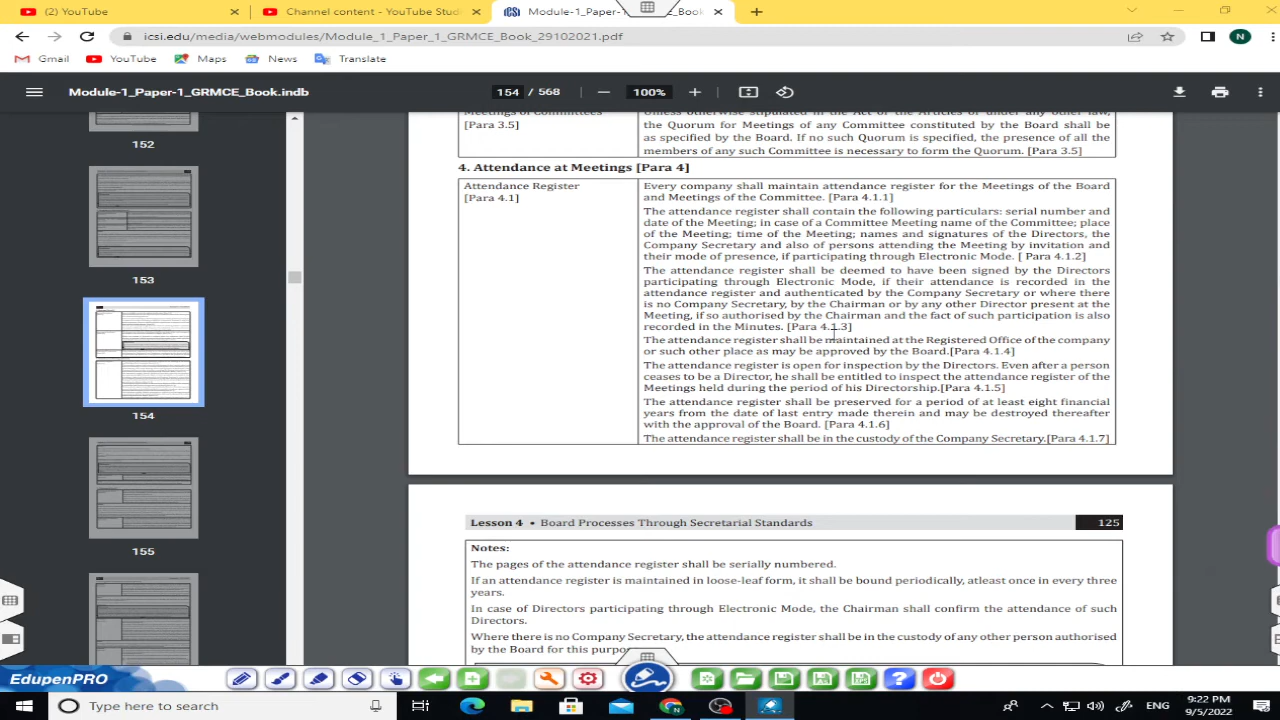 (2) YouTube
Channel content - YouTube Stud
Module-1_Paper-1_ Book
icsi.edu/media/webmodules/Module_1_Paper_1_GRMCE_Book_29102021.pdf
N
Gmail YouTube Maps News Translate
Module-1_Paper-1_GRMCE_Book.indb
154 / 568
100%
152
153
154
155
Meetings of Committees
[Para 3.5]
Unless otherwise stipulated in the Act or the Articles or under any other law,
the Quorum for Meetings of any Committee constituted by the Board shall be
as specified by the Board. If no such Quorum is specified, the presence of all the
members of any such Committee is necessary to form the Quorum. [Para 3.5]
4. Attendance at Meetings [Para 4]
Attendance Register
[Para 4.1]
Every company shall maintain attendance register for the Meetings of the Board
and Meetings of the Committee. [Para 4.1.1]
The attendance register shall contain the following particulars: serial number and
date of the Meeting; in case of a Committee Meeting name of the Committee; place
of the Meeting; time of the Meeting; names and signatures of the Directors, the
Company Secretary and also of persons attending the Meeting by invitation and
their mode of presence, if participating through Electronic Mode. [ Para 4.1.2]
The attendance register shall be deemed to have been signed by the Directors
participating through Electronic Mode, if their attendance is recorded in the
attendance register and authenticated by the Company Secretary or where there
is no Company Secretary, by the Chairman or by any other Director present at the
Meeting, if so authorised by the Chairman and the fact of such participation is also
recorded in the Minutes. [Para 4.1.3]
The attendance register shall be maintained at the Registered Office of the company
or such other place as may be approved by the Board.[Para 4.1.4]
The attendance register is open for inspection by the Directors. Even after a person
ceases to be a Director, he shall be entitled to inspect the attendance register of the
Meetings held during the period of his Directorship.[Para 4.1.5]
The attendance register shall be preserved for a period of at least eight financial
years from the date of last entry made therein and may be destroyed thereafter
with the approval of the Board. [Para 4.1.6]
The attendance register shall be in the custody of the Company Secretary.[Para 4.1.7]
Lesson 4 • Board Processes Through Secretarial Standards 125
Notes:
The pages of the attendance register shall be serially numbered.
If an attendance register is maintained in loose-leaf form, it shall be bound periodically, atleast once in every three
years.
In case of Directors participating through Electronic Mode, the Chairman shall confirm the attendance of such
Directors.
Where there is no Company Secretary, the attendance register shall be in the custody of any other person authorised
by the Board for this purpo
EdupenPRO
Type here to search
ENG
9:22 PM
9/5/2022